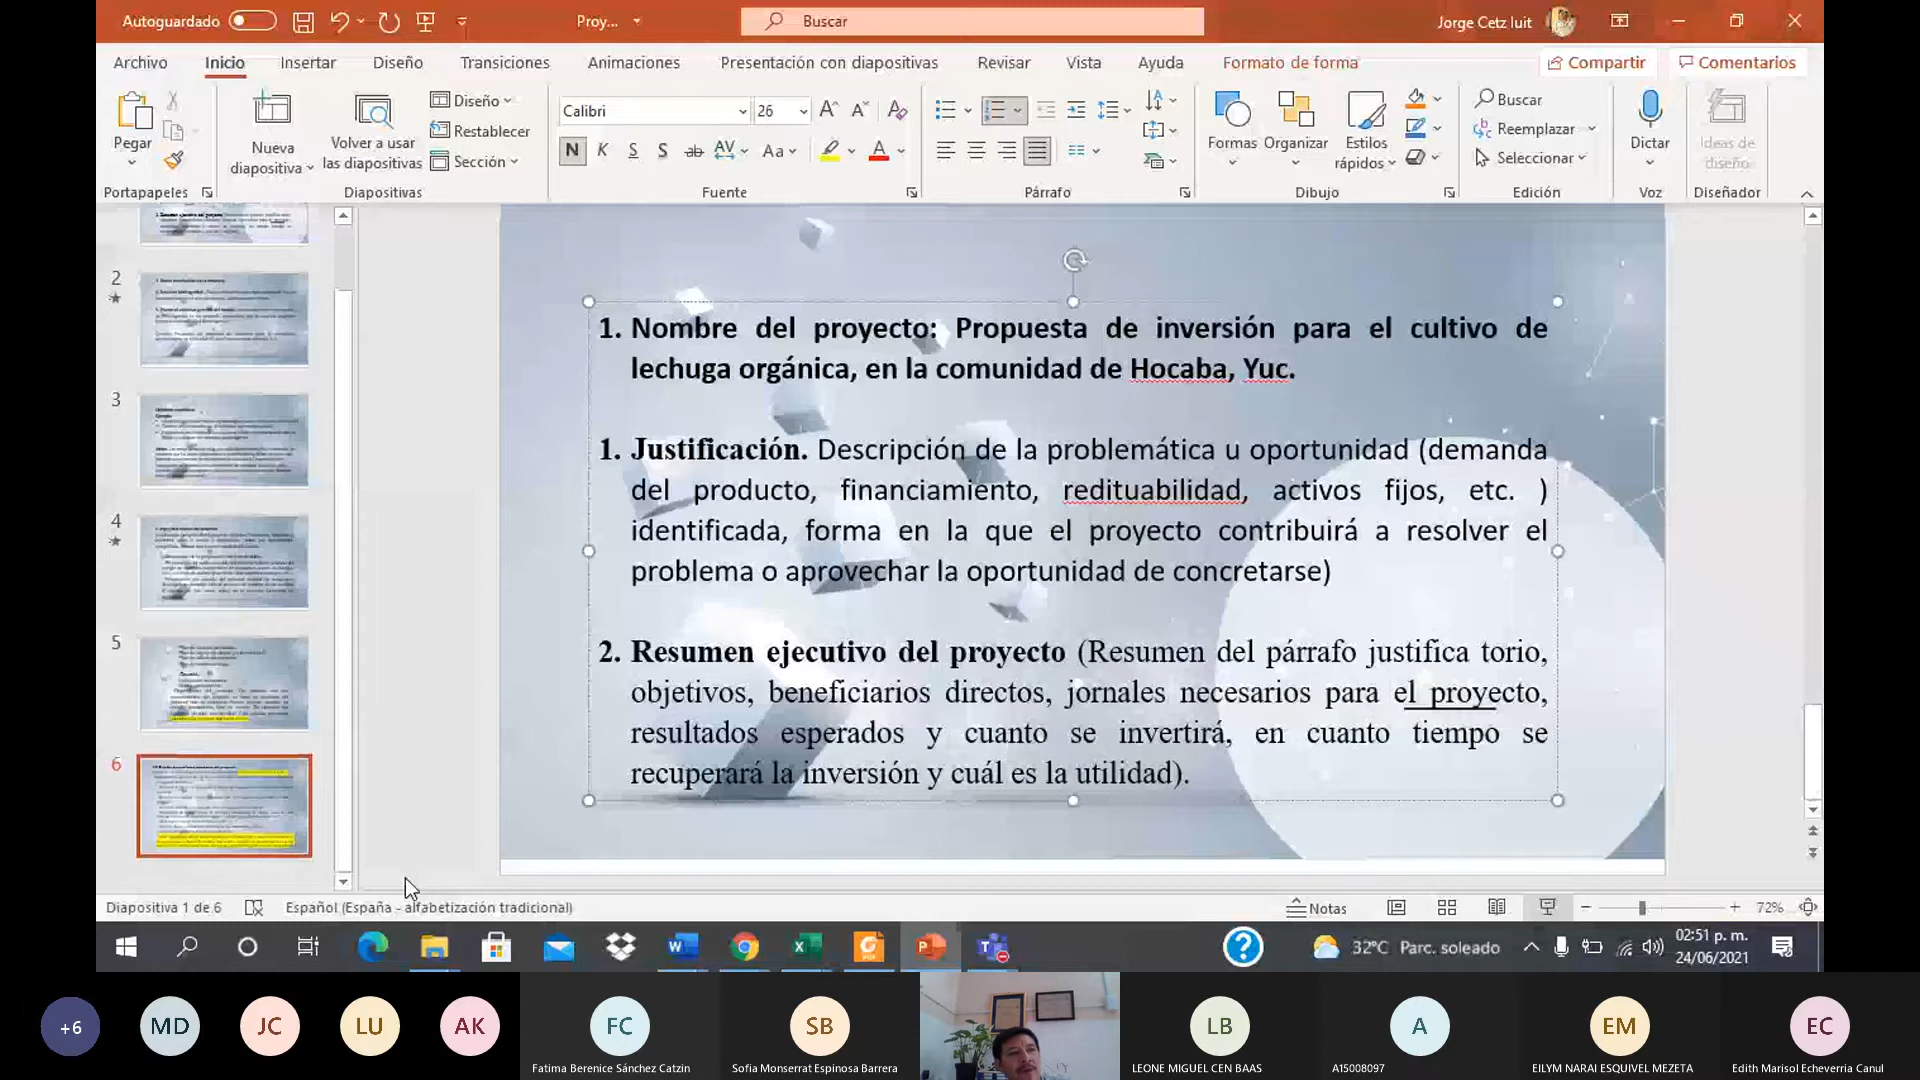 Autoguardado
Proy...
Buscar
Jorge Cetz luit
Archivo
Inicio
Insertar
Diseño
Transiciones
Animaciones
Presentación con diapositivas
Revisar
Vista
Ayuda
Formato de forma
Compartir
Comentarios
Pegar
Portapapeles
Nueva
diapositiva
Volver a usar
las diapositivas
Diseño
Restablecer
Sección
Diapositivas
Calibri
26
N K S S ab AV Aa A
Fuente
Párrafo
Formas
Organizar
Estilos
rápidos
Dibujo
Buscar
Reemplazar
Seleccionar
Edición
Dictar
Voz
Ideas de
diseño
Diseñador
2
3
4
5
6
1. Nombre del proyecto: Propuesta de inversión para el cultivo de
lechuga orgánica, en la comunidad de Hocaba, Yuc.
1. Justificación. Descripción de la problemática u oportunidad (demanda
del producto, financiamiento, redituabilidad, activos fijos, etc. )
identificada, forma en la que el proyecto contribuirá a resolver el
problema o aprovechar la oportunidad de concretarse)
2. Resumen ejecutivo del proyecto (Resumen del párrafo justifica torio,
objetivos, beneficiarios directos, jornales necesarios para el proyecto,
resultados esperados y cuanto se invertirá, en cuanto tiempo se
recuperará la inversión y cuál es la utilidad).
Diapositiva 1 de 6
Español (España - alfabetización tradicional)
Notas
72%
32°C Parc. soleado
02:51 p. m.
24/06/2021
+6
MD
JC
LU
AK
FC
Fatima Berenice Sánchez Catzin
SB
Sofia Monserrat Espinosa Barrera
LB
LEONE MIGUEL CEN BAAS
A
A15008097
EM
EILYM NARAI ESQUIVEL MEZETA
EC
Edith Marisol Echeverria Canul